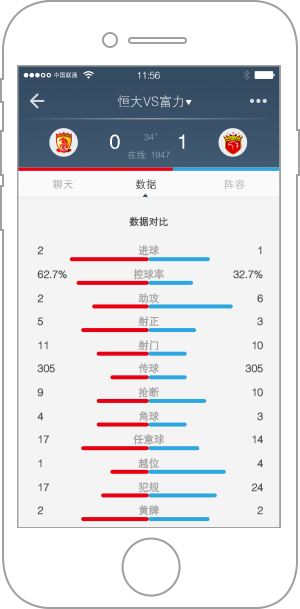 中国联通 11:56
恒大VS富力▾
0 34' 1
在线: 1947
聊天 数据 阵容
数据对比
2 进球 1
62.7% 控球率 32.7%
2 助攻 6
5 射正 3
11 射门 10
305 传球 305
9 抢断 10
4 角球 3
17 任意球 14
1 越位 4
17 犯规 24
2 黄牌 2